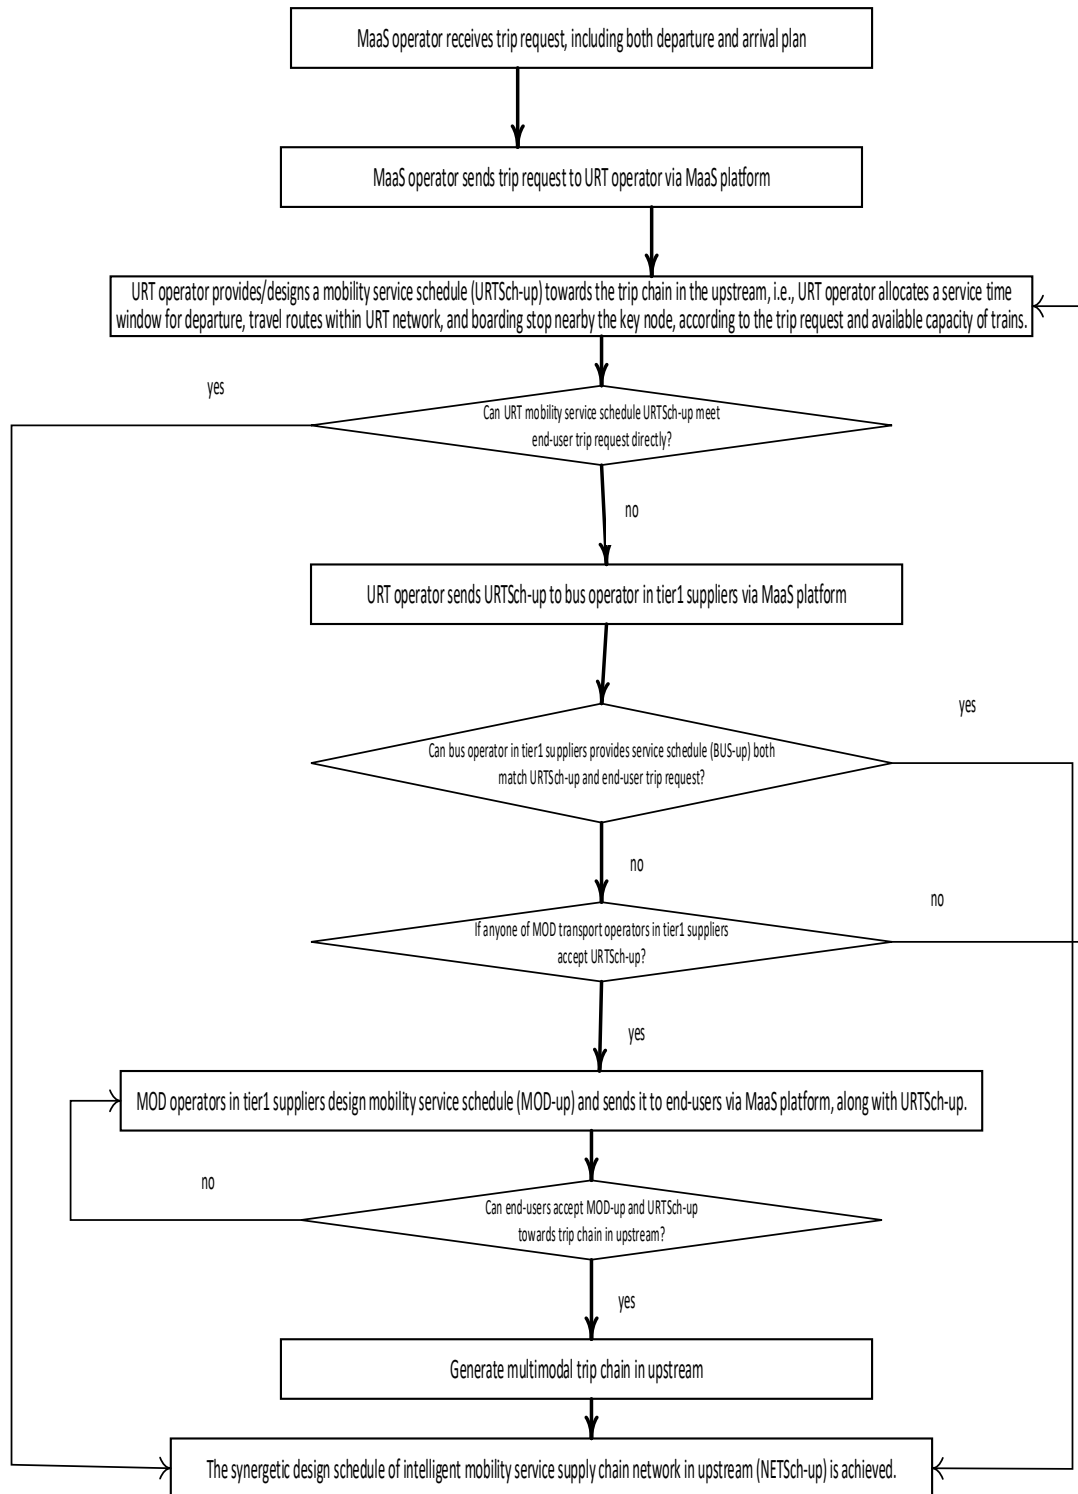 MaaS operator receives trip request, including both departure and arrival plan
MaaS operator sends trip request to URT operator via MaaS platform
URT operator provides/designs a mobility service schedule (URTSch-up) towards the trip chain in the upstream, i.e., URT operator allocates a service time
window for departure, travel routes within URT network, and boarding stop nearby the key node, according to the trip request and available capacity of trains.
yes
Can URT mobility service schedule URTSch-up meet
end-user trip request directly?
no
URT operator sends URTSch-up to bus operator in tier1 suppliers via MaaS platform
yes
Can bus operator in tier1 suppliers provides service schedule (BUS-up) both
match URTSch-up and end-user trip request?
no
no
If anyone of MOD transport operators in tier1 suppliers
accept URTSch-up?
yes
MOD operators in tier1 suppliers design mobility service schedule (MOD-up) and sends it to end-users via MaaS platform, along with URTSch-up.
no
Can end-users accept MOD-up and URTSch-up
towards trip chain in upstream?
yes
Generate multimodal trip chain in upstream
The synergetic design schedule of intelligent mobility service supply chain network in upstream (NETSch-up) is achieved.